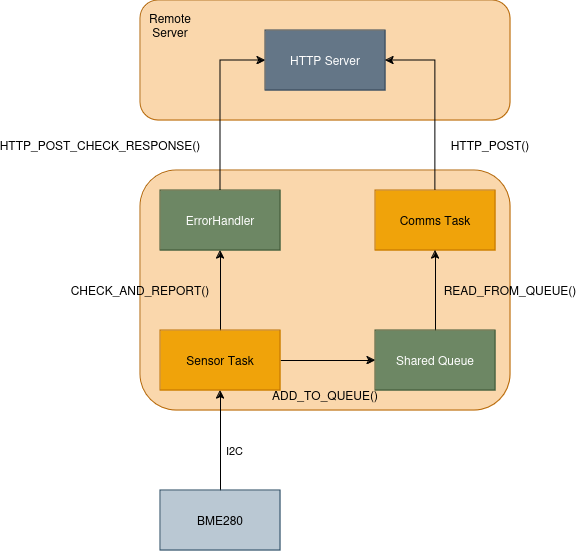 Remote
Server
HTTP Server
HTTP_POST_CHECK_RESPONSE()
HTTP_POST()
ErrorHandler
Comms Task
CHECK_AND_REPORT()
READ_FROM_QUEUE()
Sensor Task
Shared Queue
ADD_TO_QUEUE()
I2C
BME280